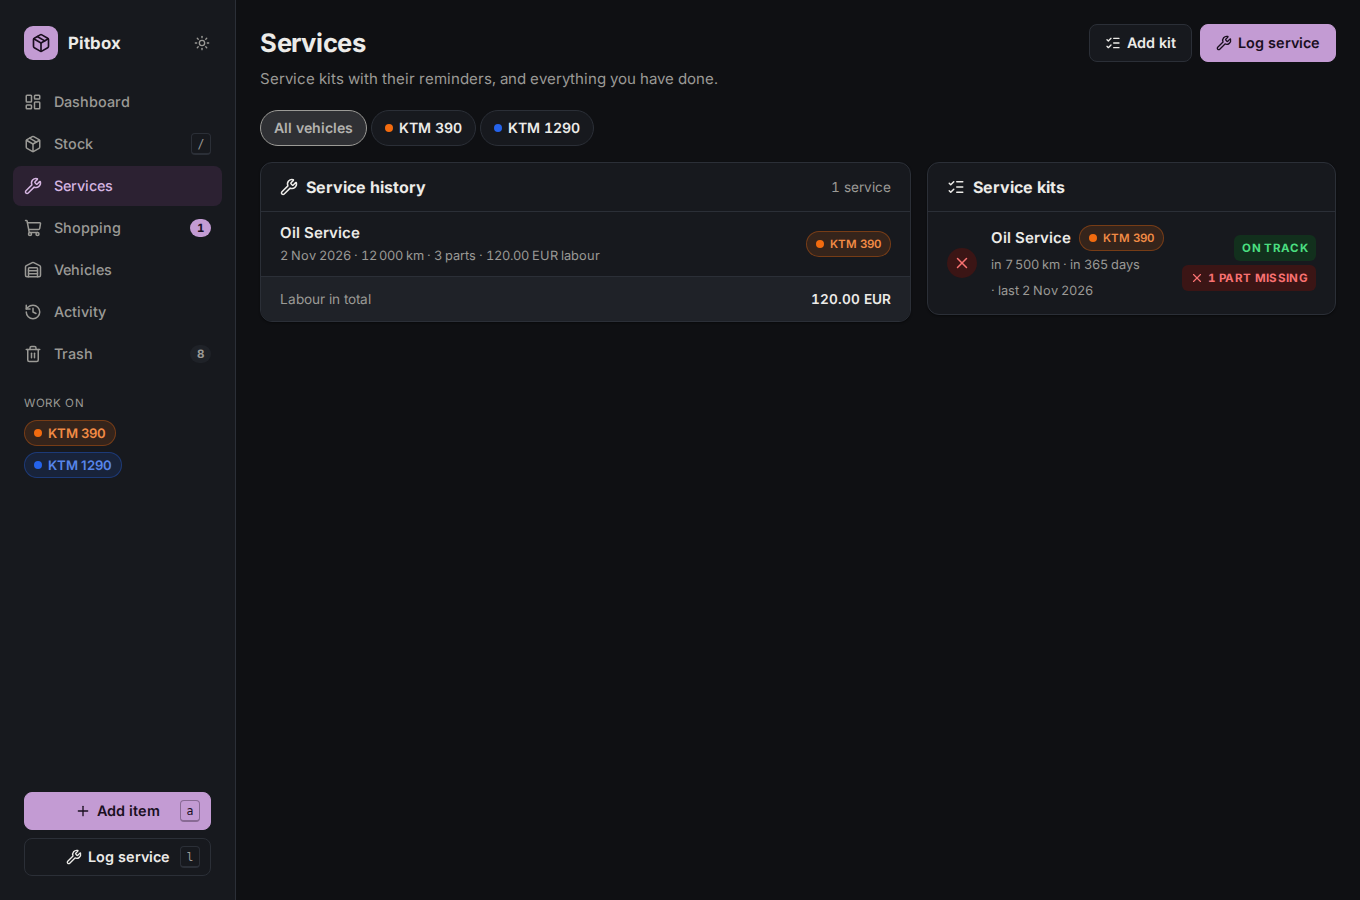 Pitbox
Dashboard
Stock /
Services
Shopping 1
Vehicles
Activity
Trash 8
WORK ON
KTM 390
KTM 1290
Add item a
Log service l
Services
Service kits with their reminders, and everything you have done.
Add kit
Log service
All vehicles
KTM 390
KTM 1290
Service history
1 service
Oil Service
2 Nov 2026 · 12 000 km · 3 parts · 120.00 EUR labour
KTM 390
Labour in total
120.00 EUR
Service kits
Oil Service
KTM 390
in 7 500 km · in 365 days
· last 2 Nov 2026
ON TRACK
1 PART MISSING